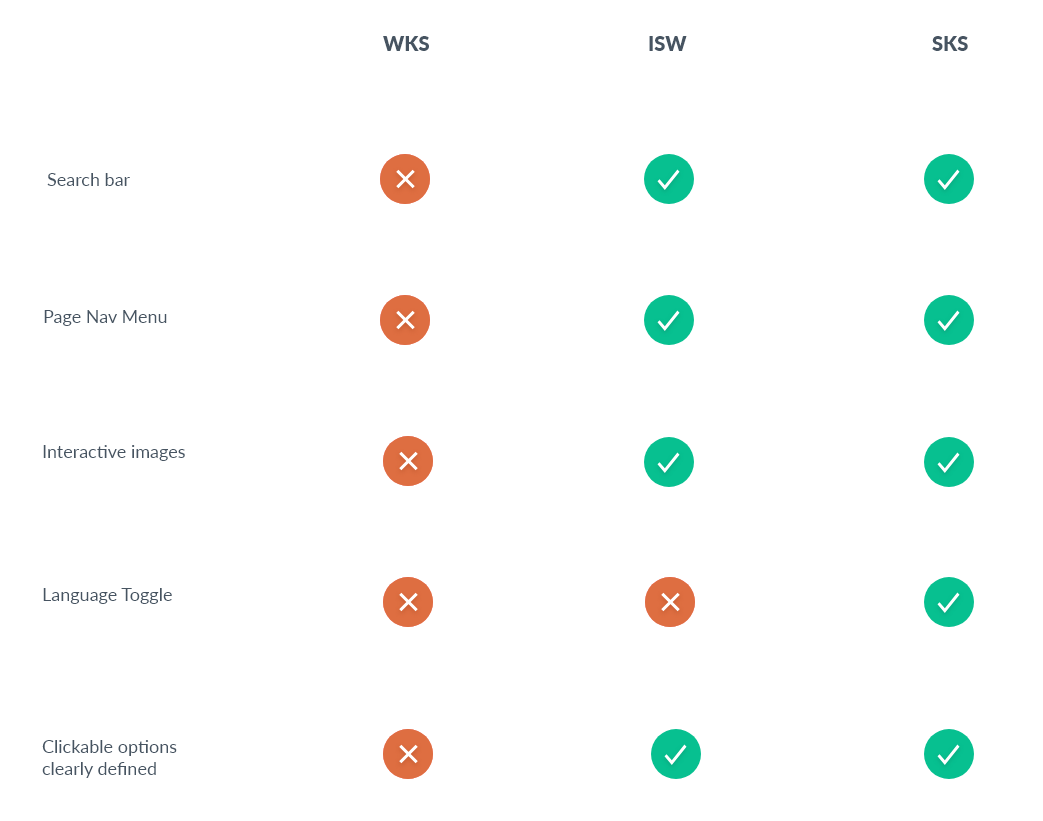 WKS ISW SKS
Search bar
Page Nav Menu
Interactive images
Language Toggle
Clickable options
clearly defined